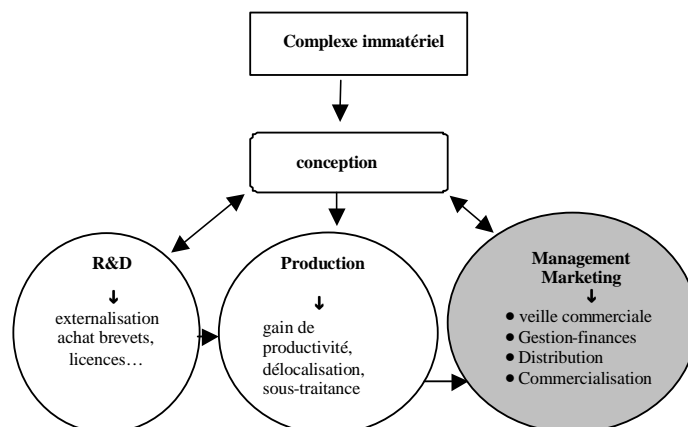 Complexe immatériel
conception
R&D
externalisation
achat brevets,
licences…
Production
gain de
productivité,
délocalisation,
sous-traitance
Management
Marketing
● veille commerciale
● Gestion-finances
● Distribution
● Commercialisation